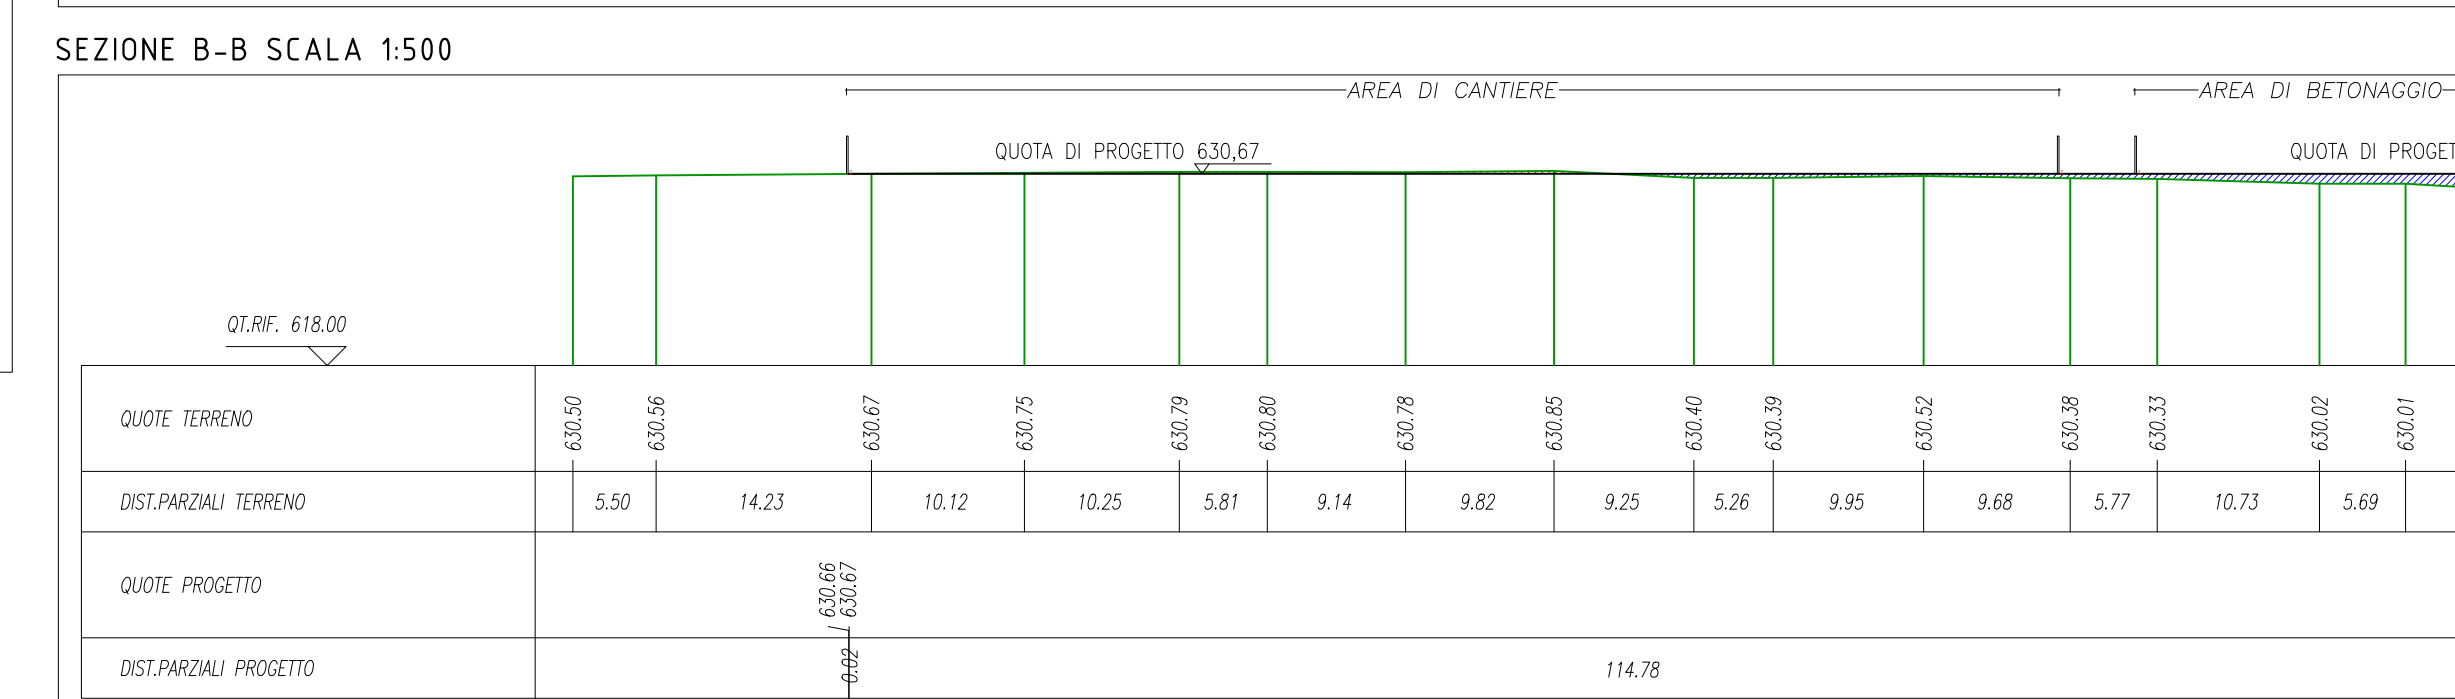 SEZIONE B-B SCALA 1:500
AREA DI CANTIERE AREA DI BETONAGGIO
QUOTA DI PROGETTO 630,67 QUOTA DI PROGET
QT.RIF. 618.00
QUOTE TERRENO 630.50 630.56 630.67 630.75 630.79 630.80 630.78 630.85 630.40 630.39 630.52 630.38 630.33 630.02 630.01
DIST.PARZIALI TERRENO 5.50 14.23 10.12 10.25 5.81 9.14 9.82 9.25 5.26 9.95 9.68 5.77 10.73 5.69
QUOTE PROGETTO 630.66 630.67
DIST.PARZIALI PROGETTO 0.02 114.78